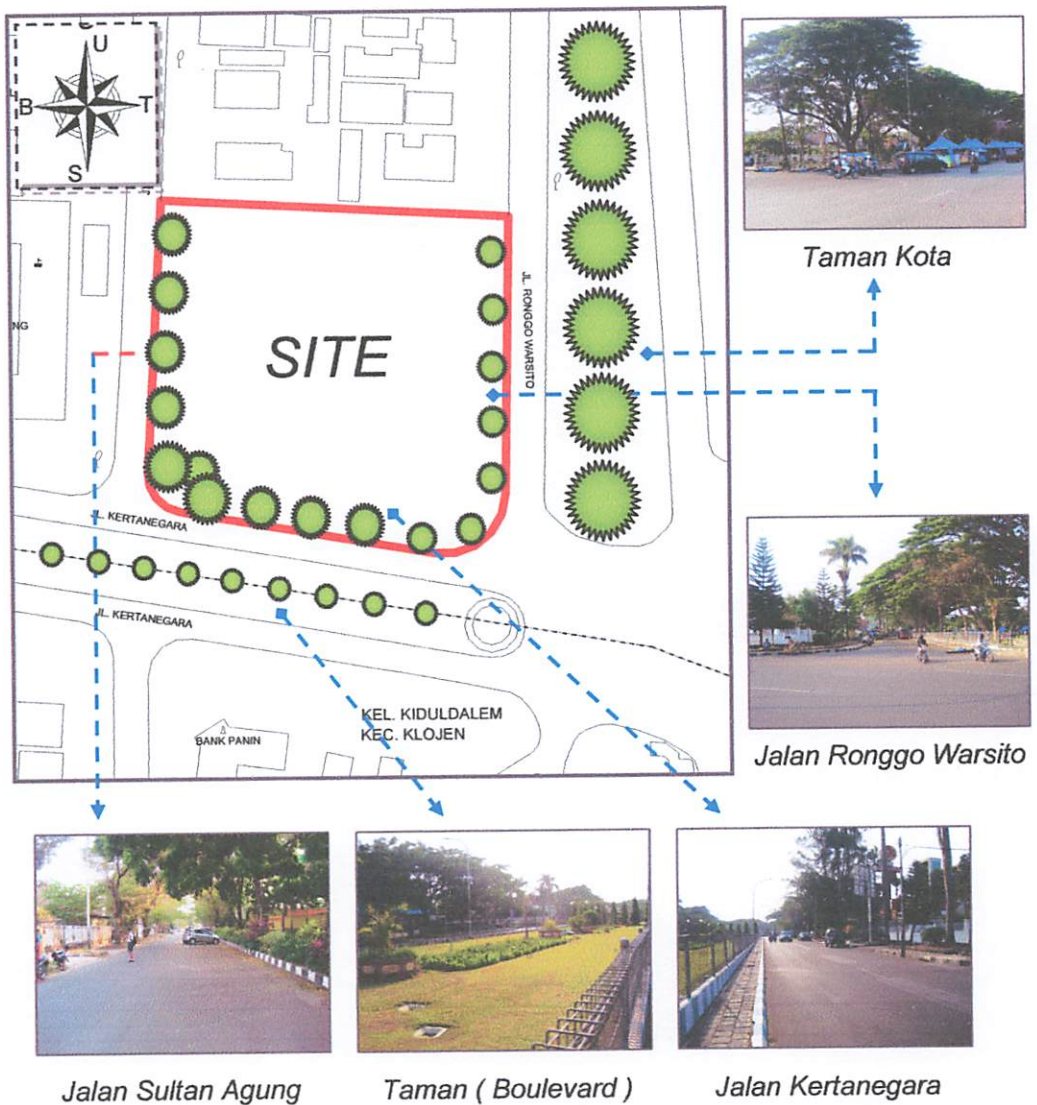 U
B T
S
NG
SITE
JL. RONGGO WARSITO
JL. KERTANEGARA
JL. KERTANEGARA
KEL. KIDULDALEM
KEC. KLOJEN
BANK PANIN
Taman Kota
Jalan Ronggo Warsito
Jalan Sultan Agung
Taman ( Boulevard )
Jalan Kertanegara